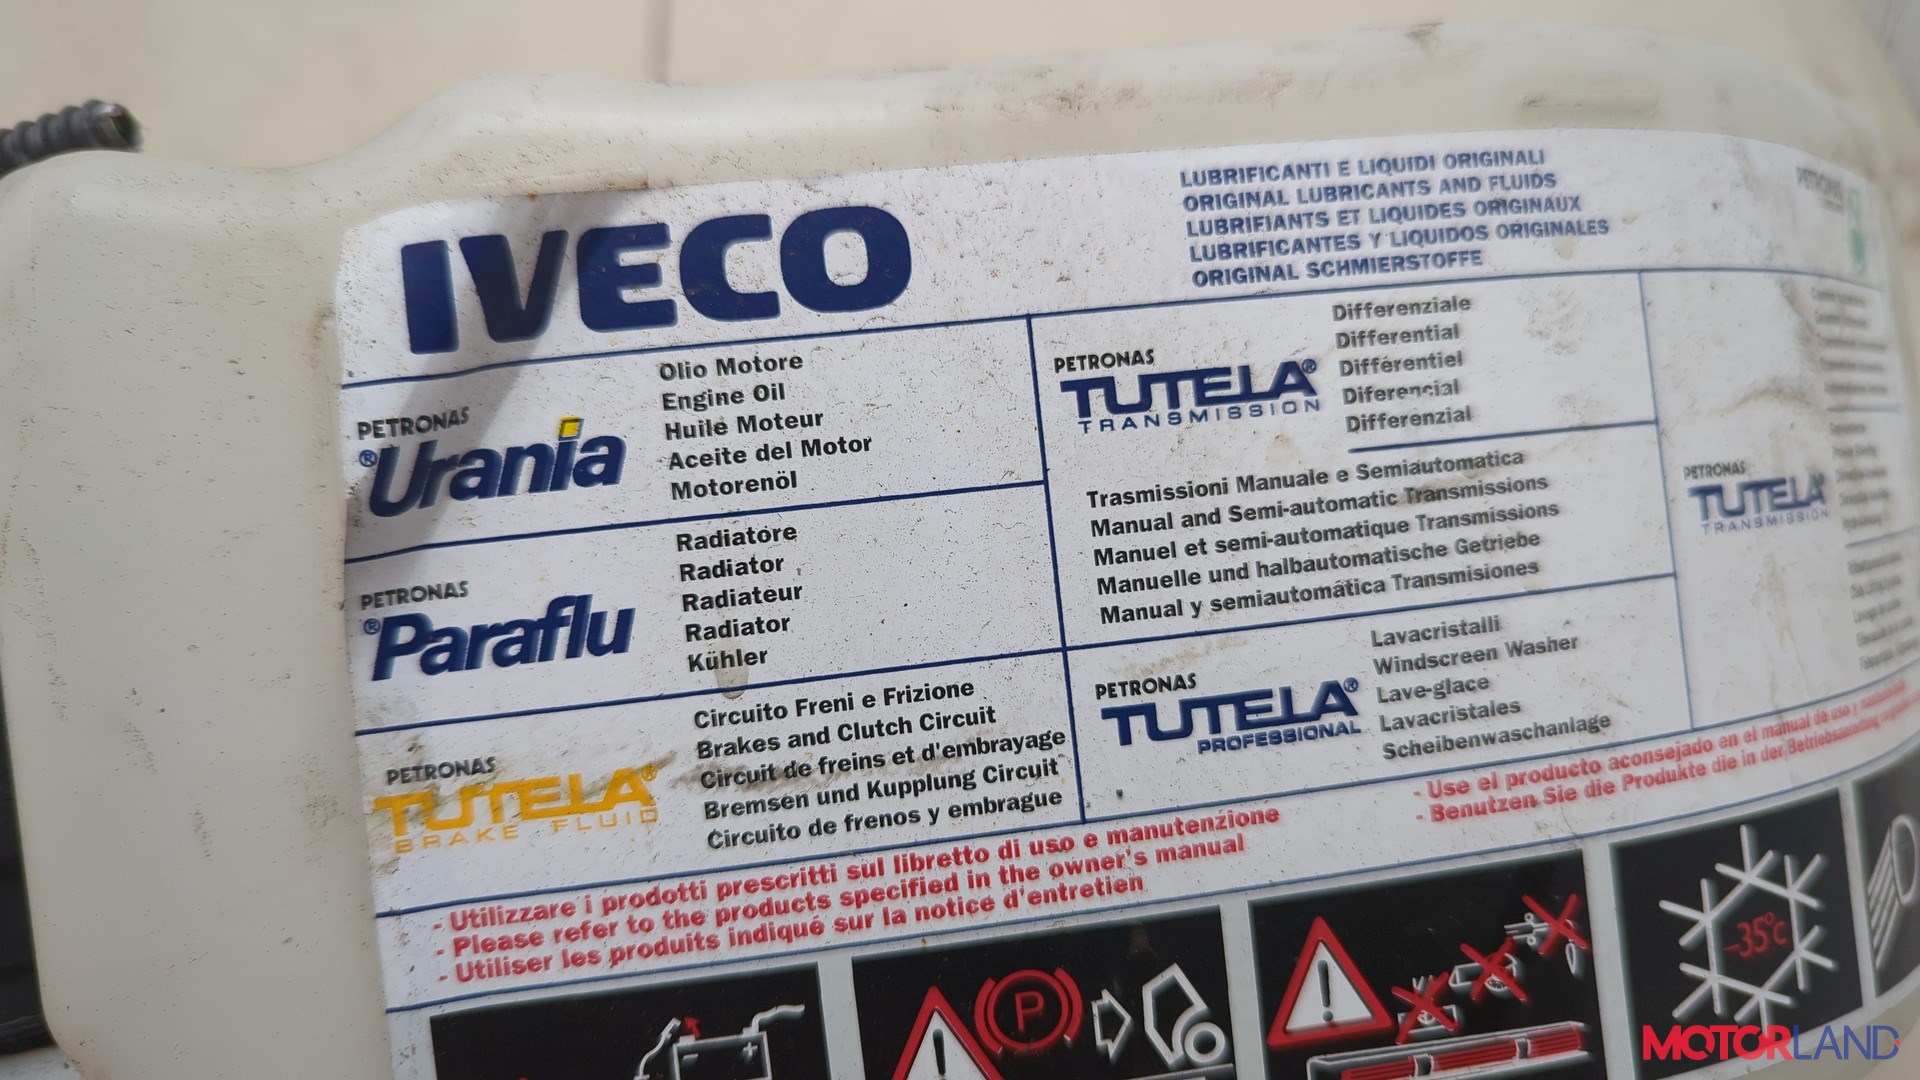 IVECO
LUBRIFICANTI E LIQUIDI ORIGINALI
ORIGINAL LUBRICANTS AND FLUIDS
LUBRIFIANTS ET LIQUIDES ORIGINAUX
LUBRIFICANTES Y LIQUIDOS ORIGINALES
ORIGINAL SCHMIERSTOFFE
PETRONAS
PETRONAS
Urania®
Olio Motore
Engine Oil
Huile Moteur
Aceite del Motor
Motorenöl
PETRONAS
Paraflu®
Radiatore
Radiator
Radiateur
Radiator
Kühler
PETRONAS
TUTELA®
BRAKE FLUID
Circuito Freni e Frizione
Brakes and Clutch Circuit
Circuit de freins et d'embrayage
Bremsen und Kupplung Circuit
Circuito de frenos y embrague
PETRONAS
TUTELA®
TRANSMISSION
Differenziale
Differential
Différentiel
Diferencial
Differenzial
Trasmissioni Manuale e Semiautomatica
Manual and Semi-automatic Transmissions
Manuel et semi-automatique Transmissions
Manuelle und halbautomatische Getriebe
Manual y semiautomática Transmisiones
PETRONAS
TUTELA®
PROFESSIONAL
Lavacristalli
Windscreen Washer
Lave-glace
Lavacristales
Scheibenwaschanlage
PETRONAS
TUTELA®
TRANSMISSION
- Utilizzare i prodotti prescritti sul libretto di uso e manutenzione
- Please refer to the products specified in the owner's manual
- Utiliser les produits indiqué sur la notice d'entretien
- Use el producto aconsejado en el manual de uso y
- Benutzen Sie die Produkte die in der Betriebsanleitung
P
-35°c
MOTORLAND